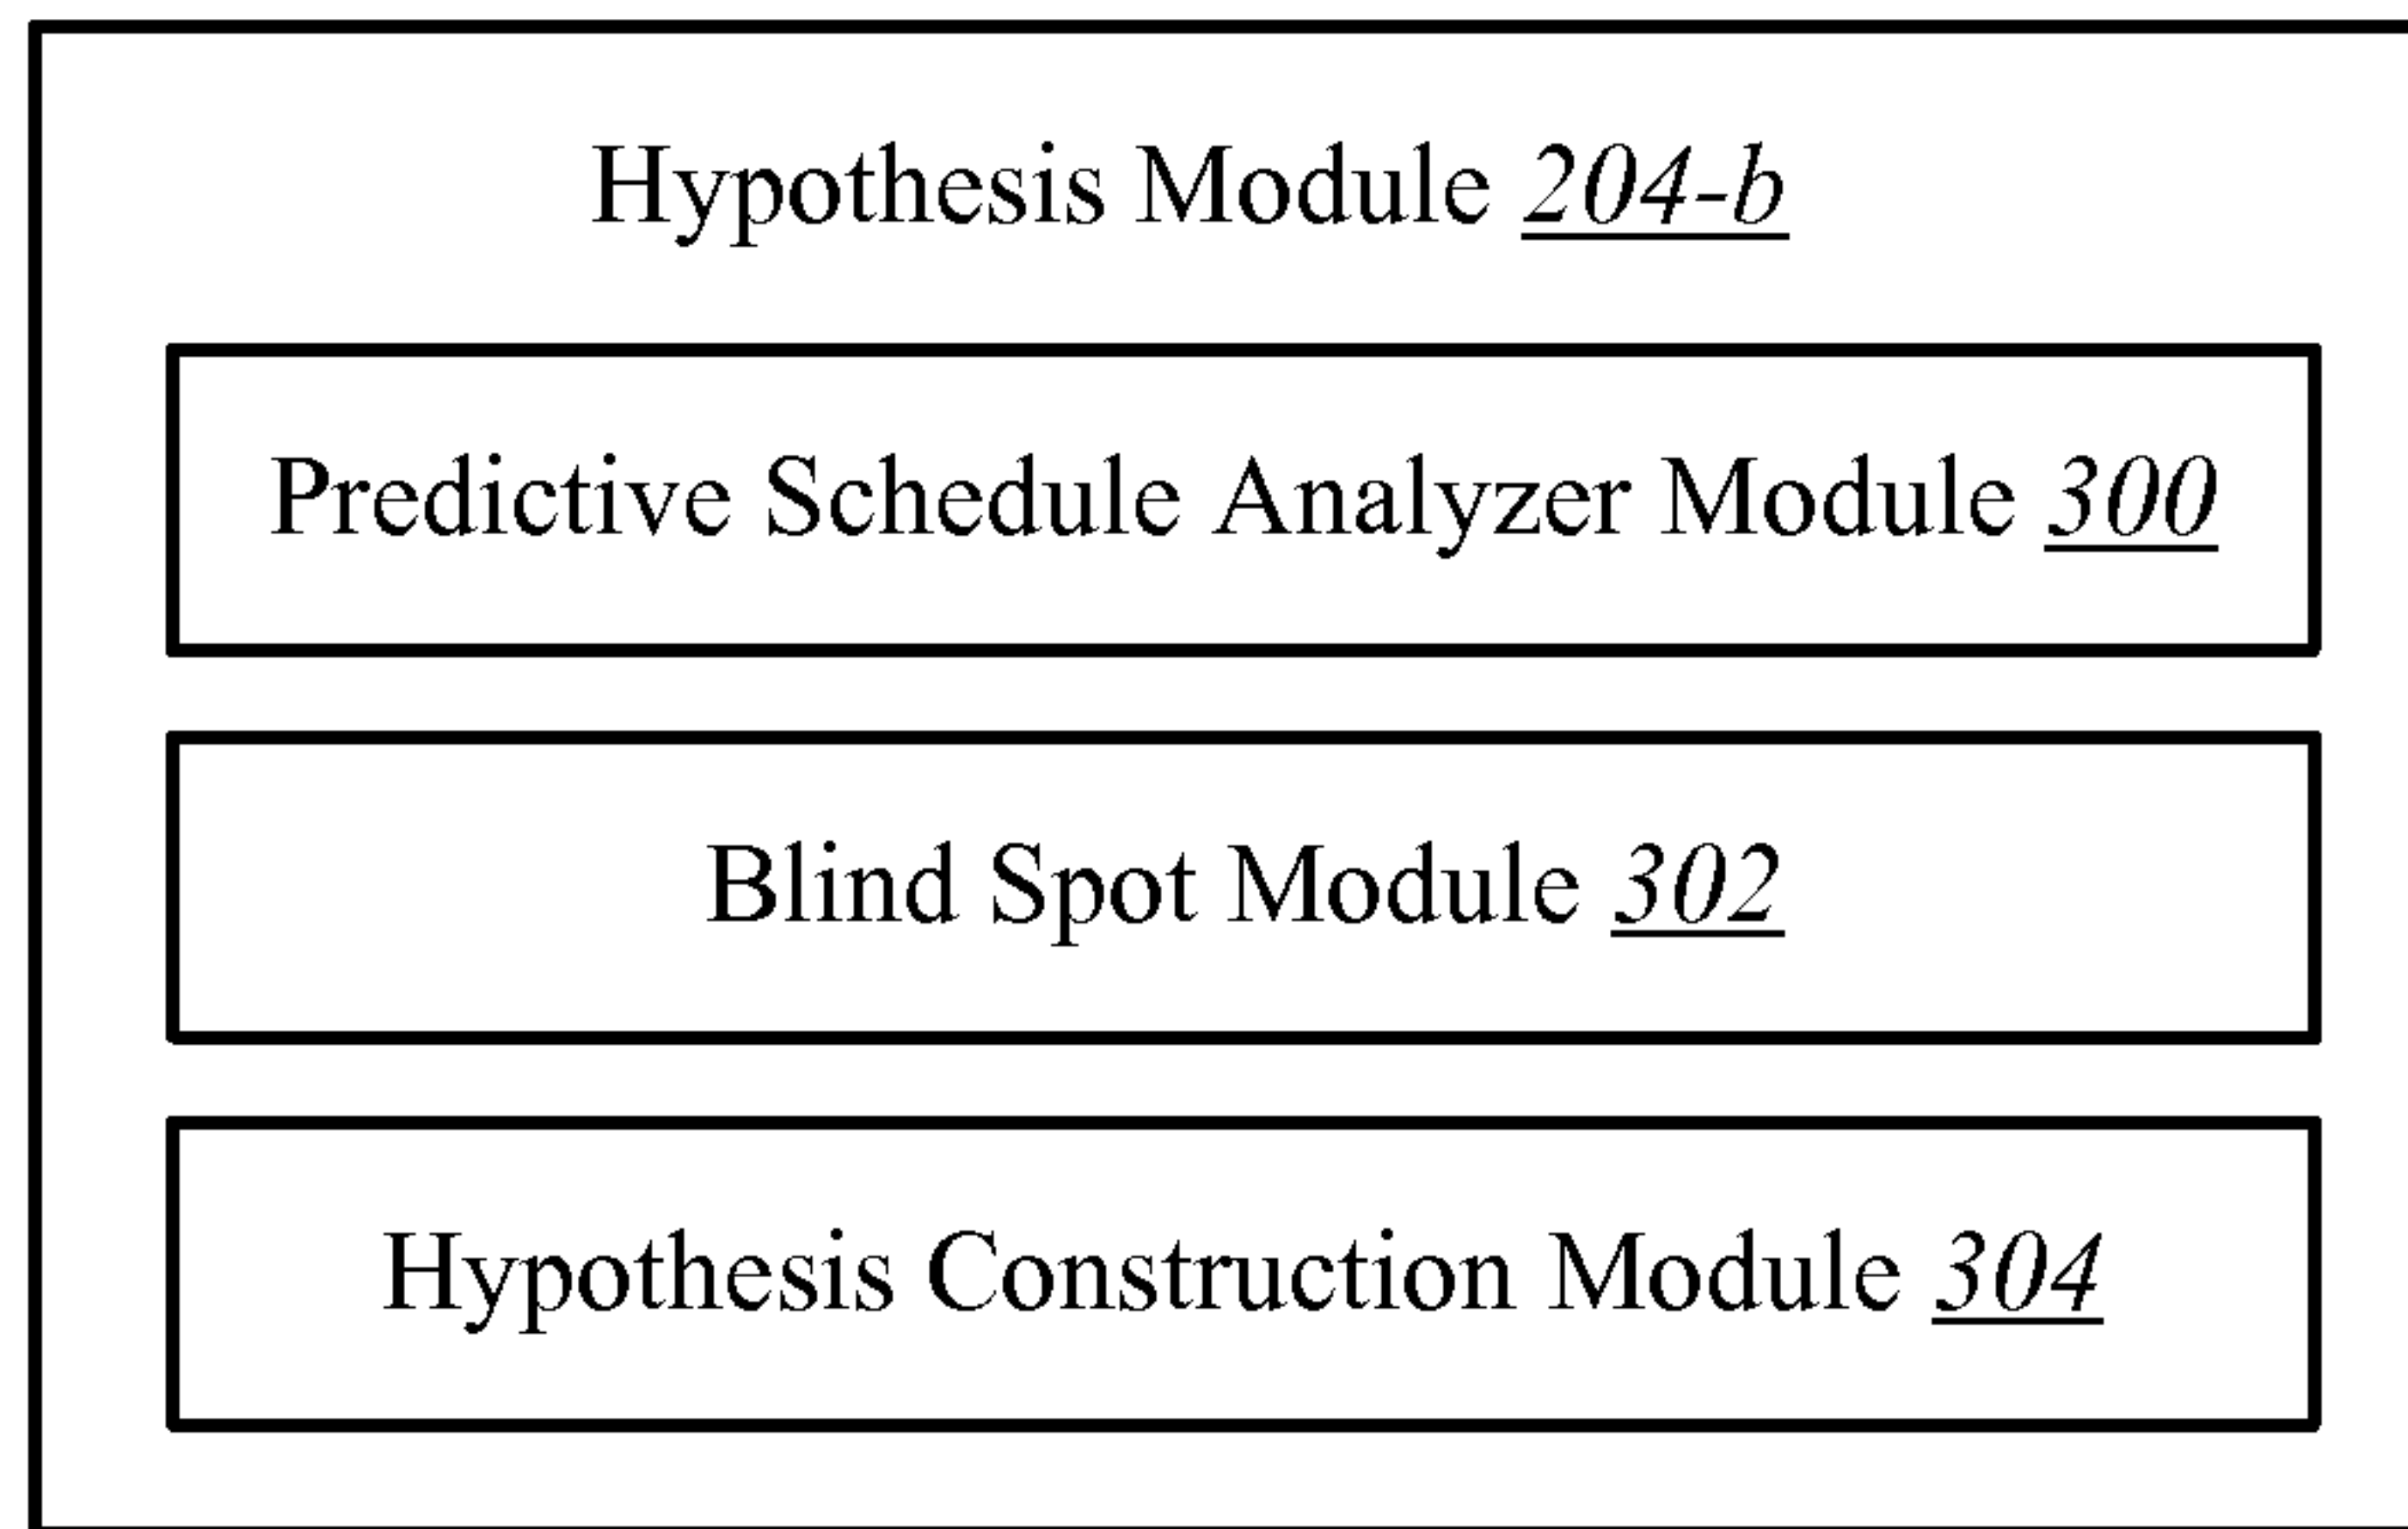 Hypothesis Module 204-b
Predictive Schedule Analyzer Module 300
Blind Spot Module 302
Hypothesis Construction Module 304